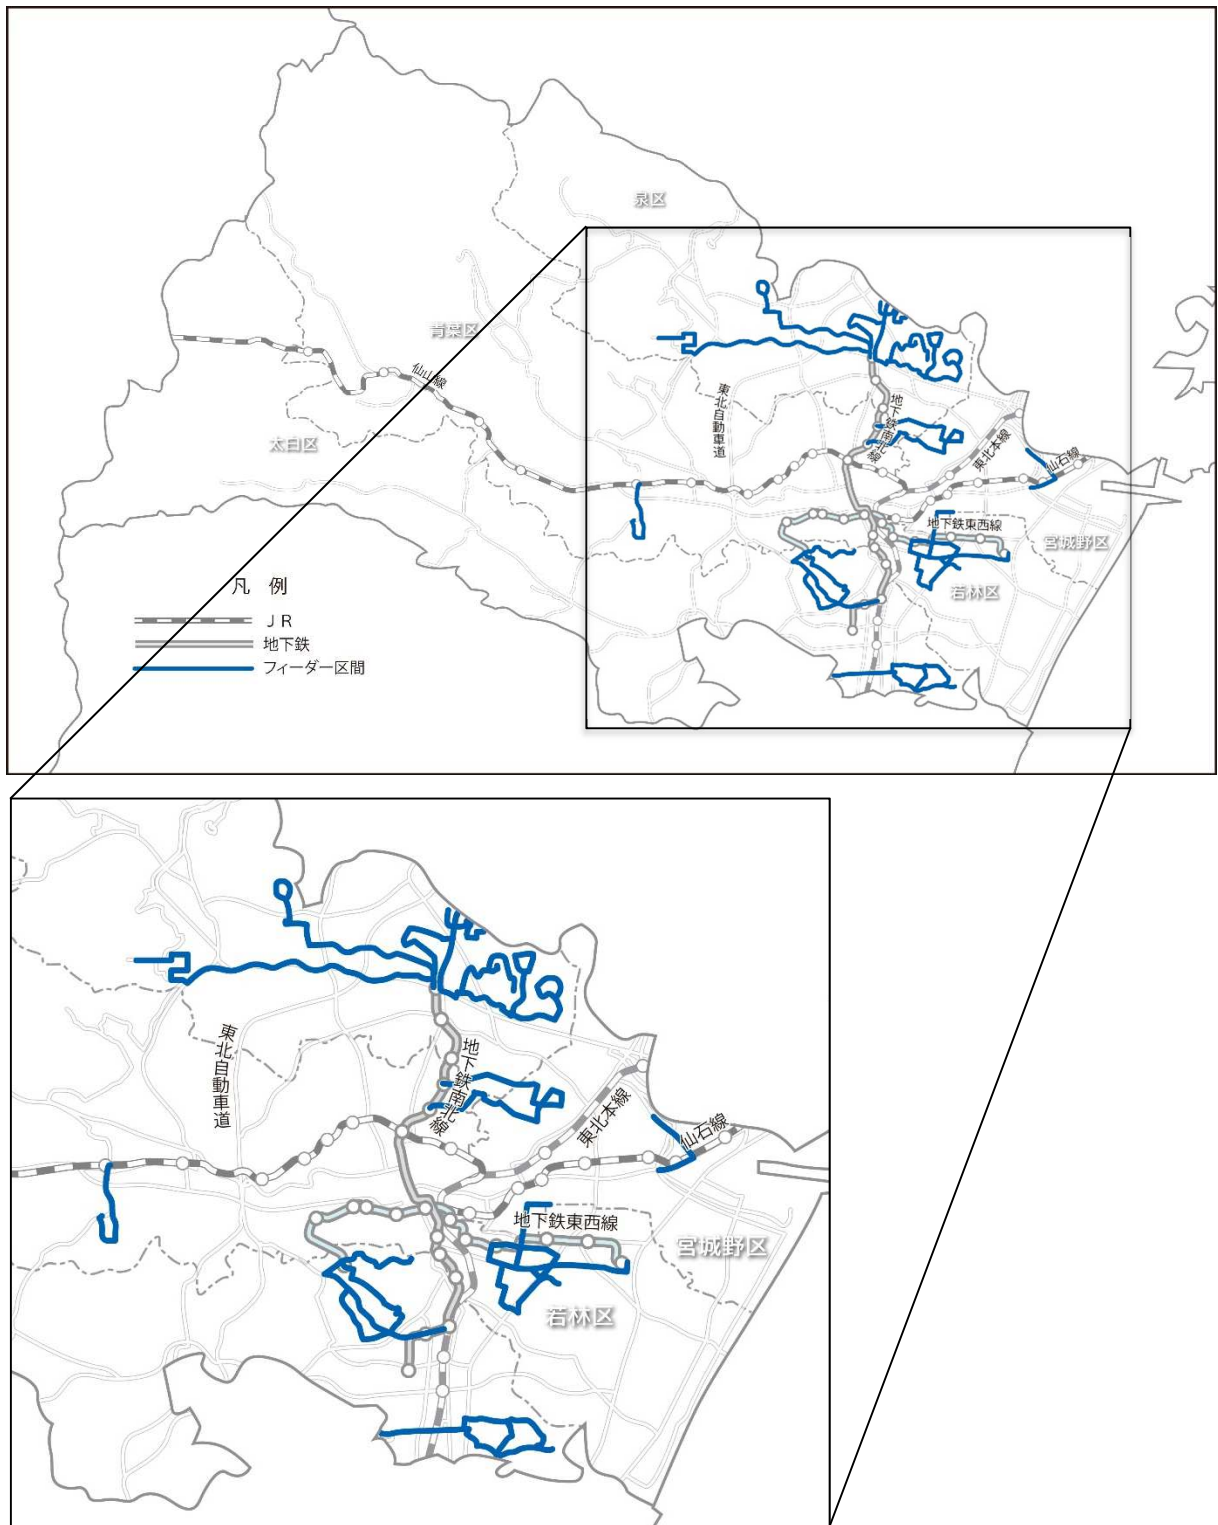 泉区
青葉区
仙山線
太白区
東北自動車道
地下鉄南北線
東北本線
仙石線
地下鉄東西線
宮城野区
若林区
凡 例
ＪＲ
地下鉄
フィーダー区間
東北自動車道
地下鉄南北線
東北本線
仙石線
地下鉄東西線
宮城野区
若林区